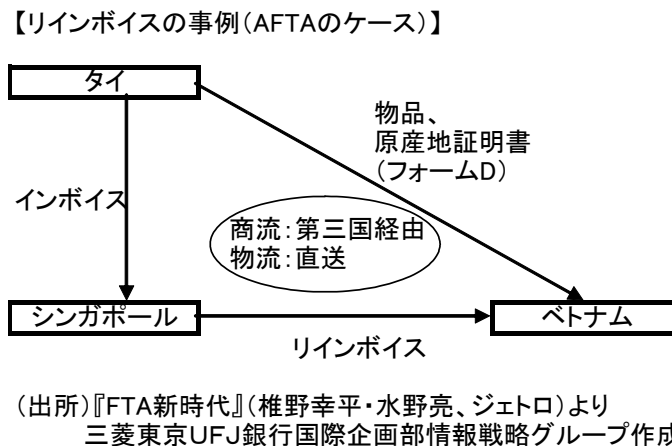 【リインボイスの事例(AFTAのケース)】
タイ
物品、
原産地証明書
(フォームD)
インボイス
商流:第三国経由
物流:直送
シンガポール
ベトナム
リインボイス
(出所)『FTA新時代』(椎野幸平・水野亮、ジェトロ)より
三菱東京UFJ銀行国際企画部情報戦略グループ作成